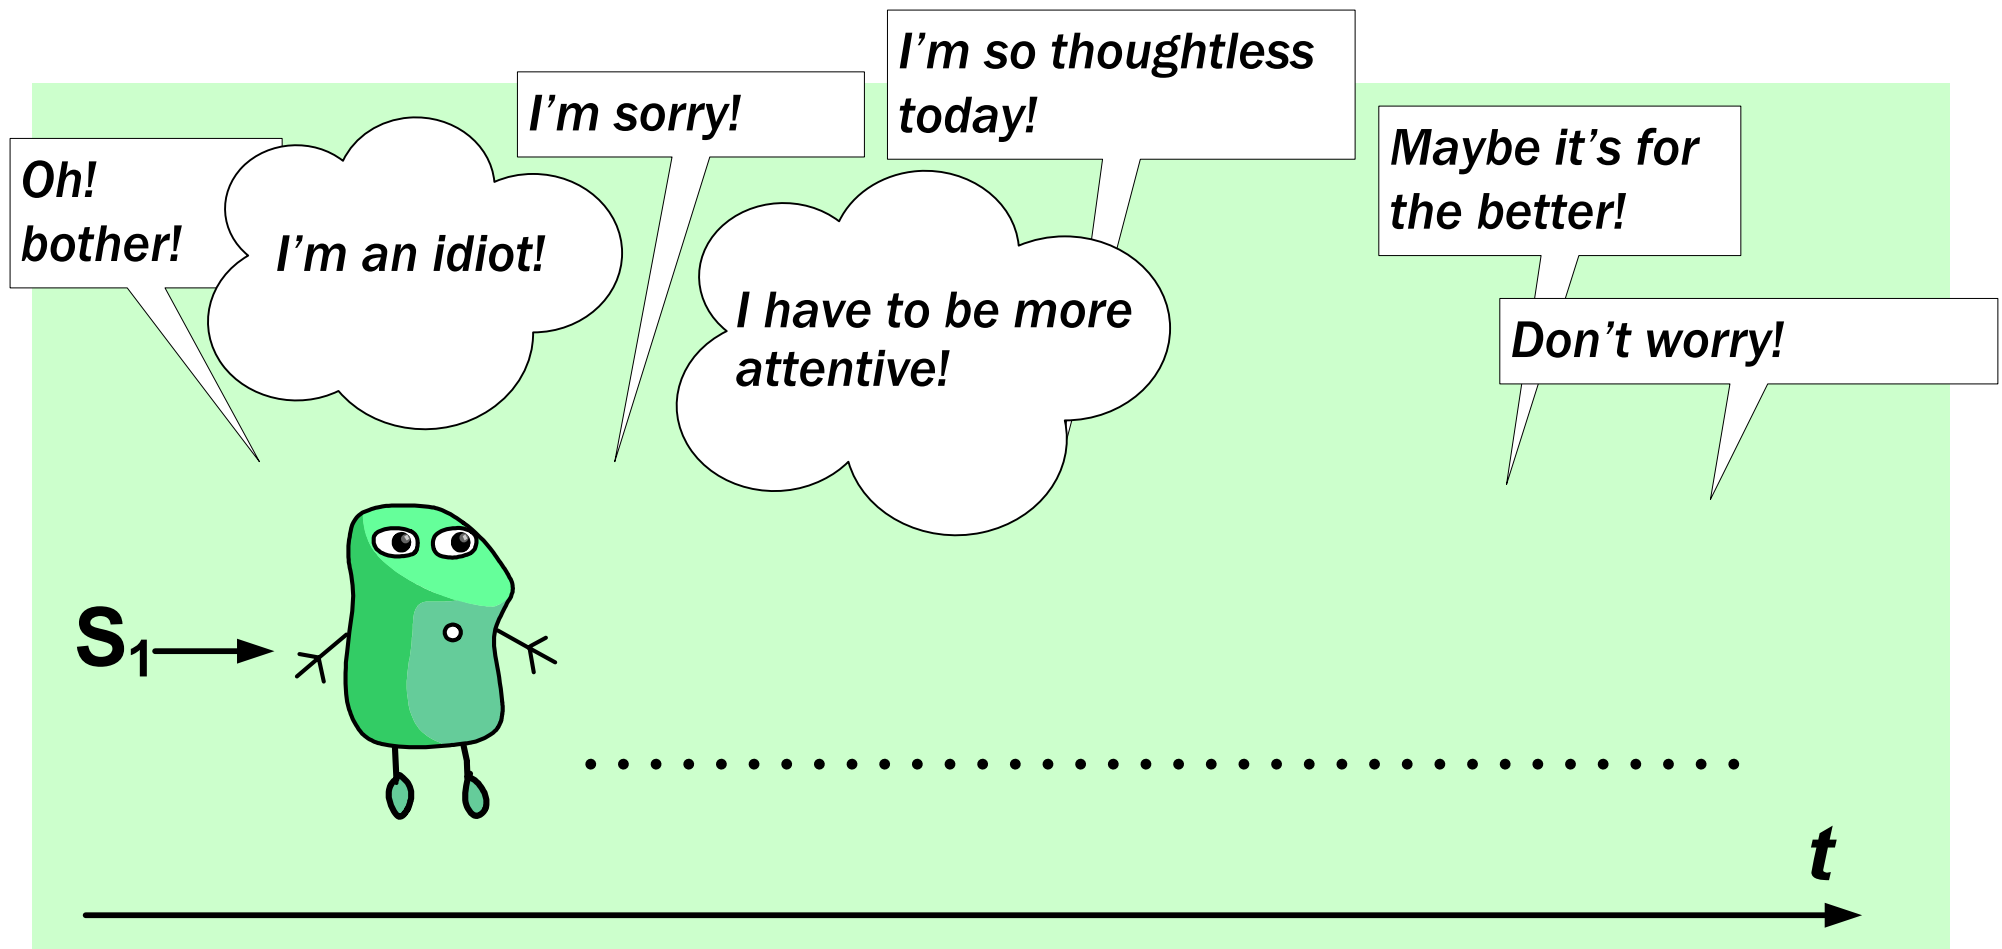 Oh!
bother!
I’m an idiot!
I’m sorry!
I’m so thoughtless
today!
I have to be more
attentive!
Maybe it’s for
the better!
Don’t worry!
S₁
t